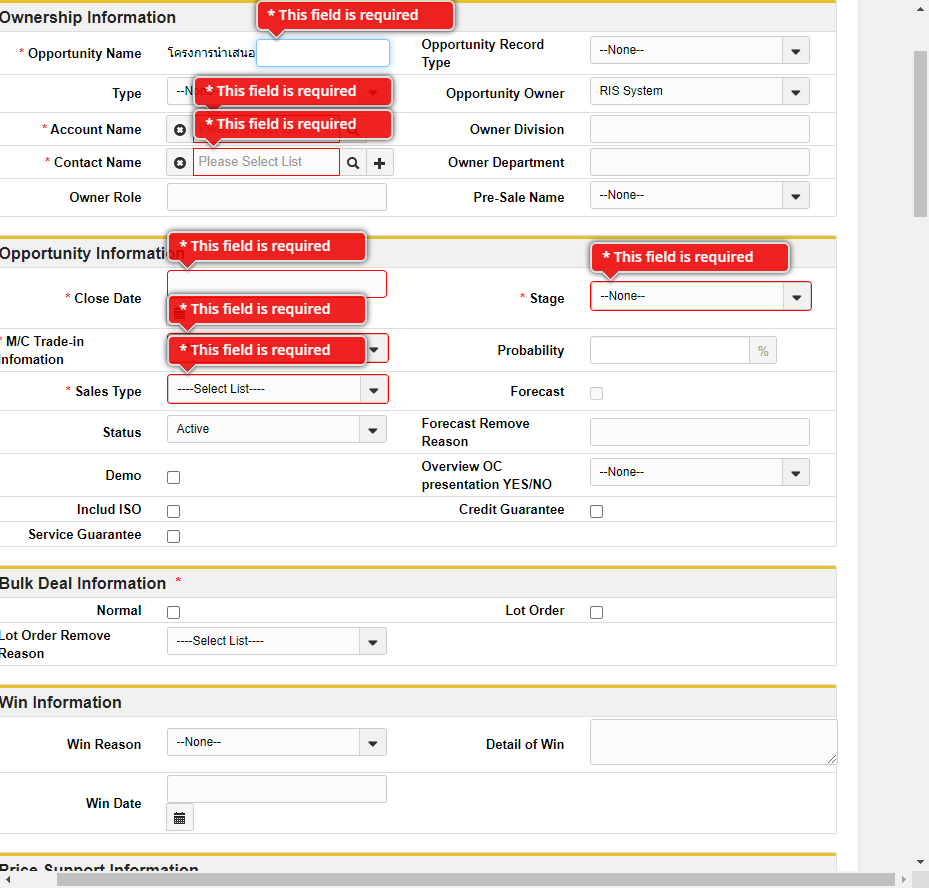 Ownership Information
* This field is required
* Opportunity Name
โครงการนำเสนอ
Opportunity Record
Type
--None--
* This field is required
Type
Opportunity Owner
RIS System
* This field is required
* Account Name
Owner Division
* Contact Name
Please Select List
Owner Department
Owner Role
Pre-Sale Name
--None--
* This field is required
Opportunity Information
* This field is required
* Close Date
* Stage
--None--
* This field is required
* M/C Trade-in
Infomation
* This field is required
Probability
%
* Sales Type
----Select List----
Forecast
Status
Active
Forecast Remove
Reason
Demo
Overview OC
presentation YES/NO
--None--
Includ ISO
Credit Guarantee
Service Guarantee
Bulk Deal Information *
Normal
Lot Order
Lot Order Remove
Reason
----Select List----
Win Information
Win Reason
--None--
Detail of Win
Win Date
Price Support Information